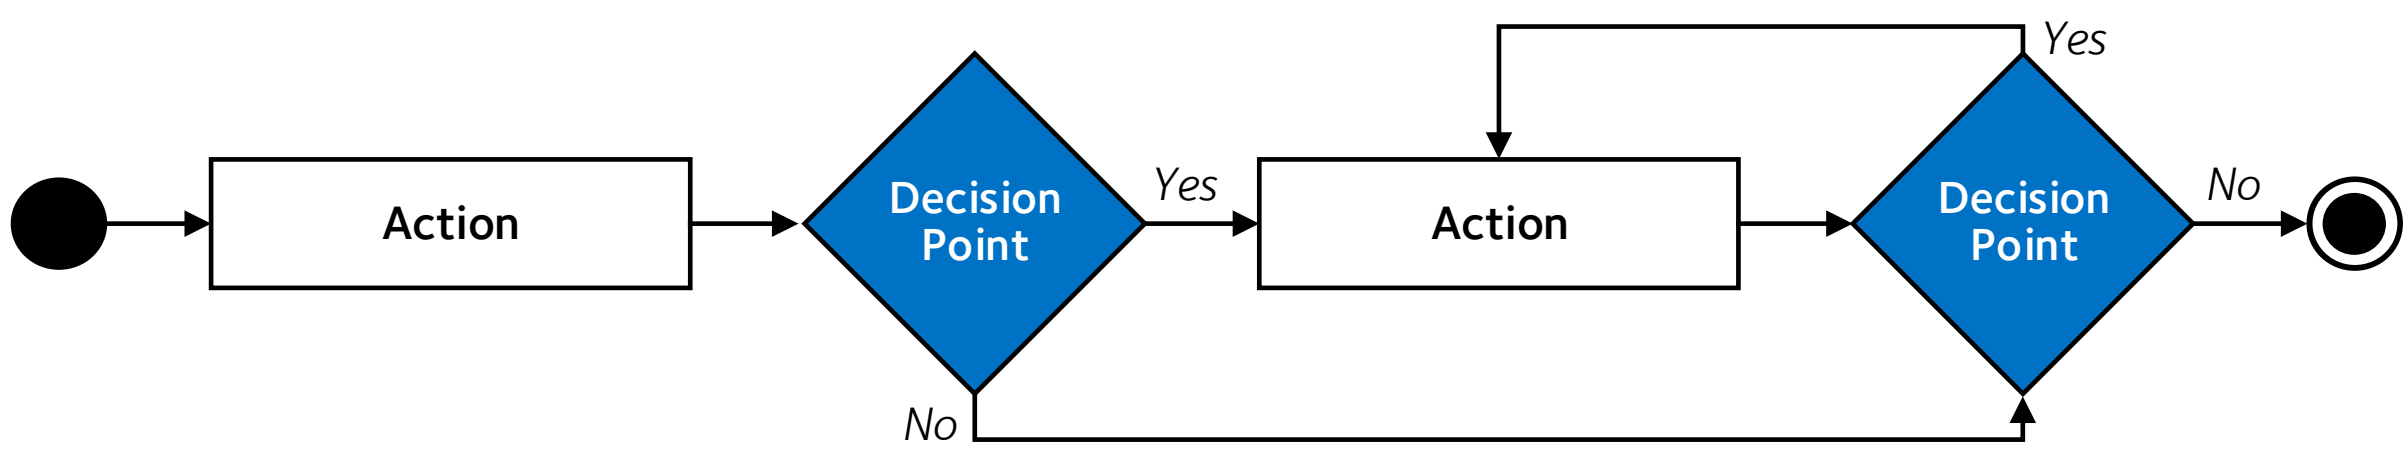 Action
Decision
Point
Yes
No
Action
Decision
Point
Yes
No